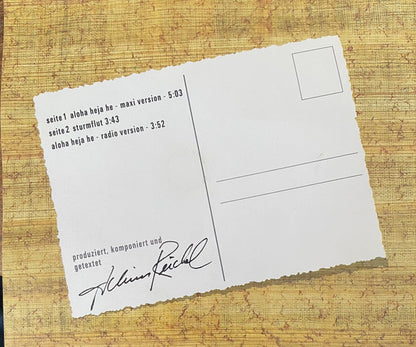 seite 1 aloha heja he - maxi version - 5:03
seite 2 sturmflut 3:43
aloha heja he - radio version - 3:52
produziert, komponiert und
getextet
Achim Reichel